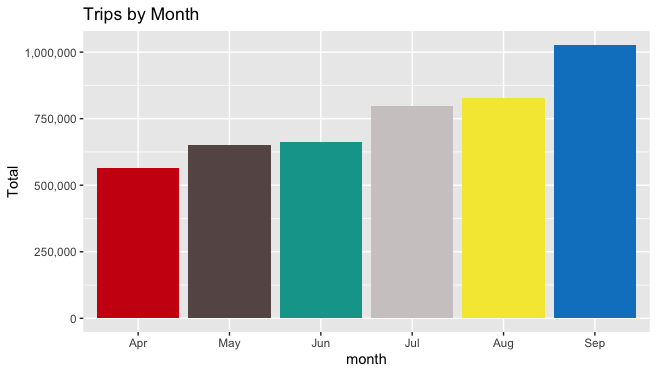 Trips by Month
Total
1,000,000
750,000
500,000
250,000
0
Apr May Jun Jul Aug Sep
month